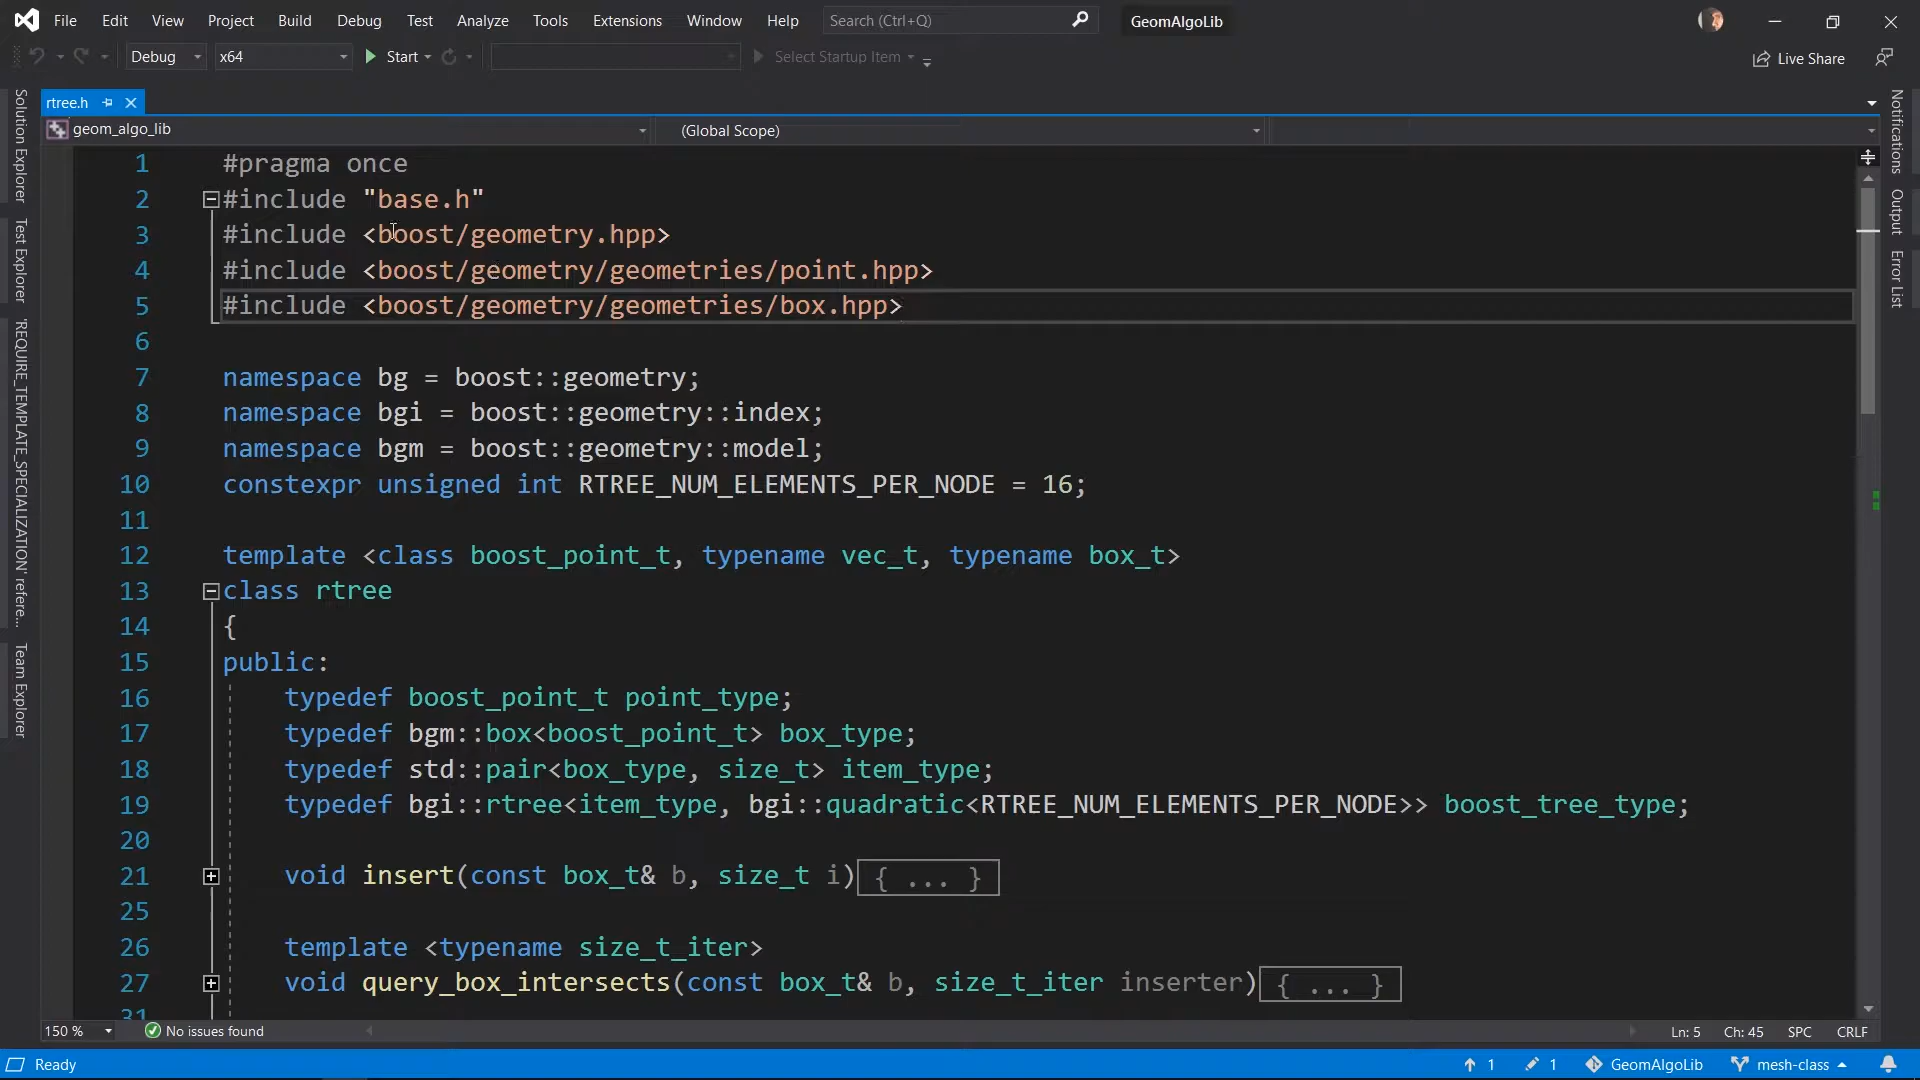 File Edit View Project Build Debug Test Analyze Tools Extensions Window Help Search (Ctrl+Q) GeomAlgoLib
Debug x64 Start Select Startup Item Live Share
rtree.h
geom_algo_lib (Global Scope)
1 #pragma once
2 #include "base.h"
3 #include <boost/geometry.hpp>
4 #include <boost/geometry/geometries/point.hpp>
5 #include <boost/geometry/geometries/box.hpp>
6
7 namespace bg = boost::geometry;
8 namespace bgi = boost::geometry::index;
9 namespace bgm = boost::geometry::model;
10 constexpr unsigned int RTREE_NUM_ELEMENTS_PER_NODE = 16;
11
12 template <class boost_point_t, typename vec_t, typename box_t>
13 class rtree
14 {
15 public:
16 typedef boost_point_t point_type;
17 typedef bgm::box<boost_point_t> box_type;
18 typedef std::pair<box_type, size_t> item_type;
19 typedef bgi::rtree<item_type, bgi::quadratic<RTREE_NUM_ELEMENTS_PER_NODE>> boost_tree_type;
20
21 void insert(const box_t& b, size_t i){ ... }
25
26 template <typename size_t_iter>
27 void query_box_intersects(const box_t& b, size_t_iter inserter){ ... }
31
150 % No issues found Ln: 5 Ch: 45 SPC CRLF
Ready 1 1 GeomAlgoLib mesh-class
Solution Explorer
Test Explorer
'REQUIRE_TEMPLATE_SPECIALIZATION' refere...
Team Explorer
Notifications
Output
Error List